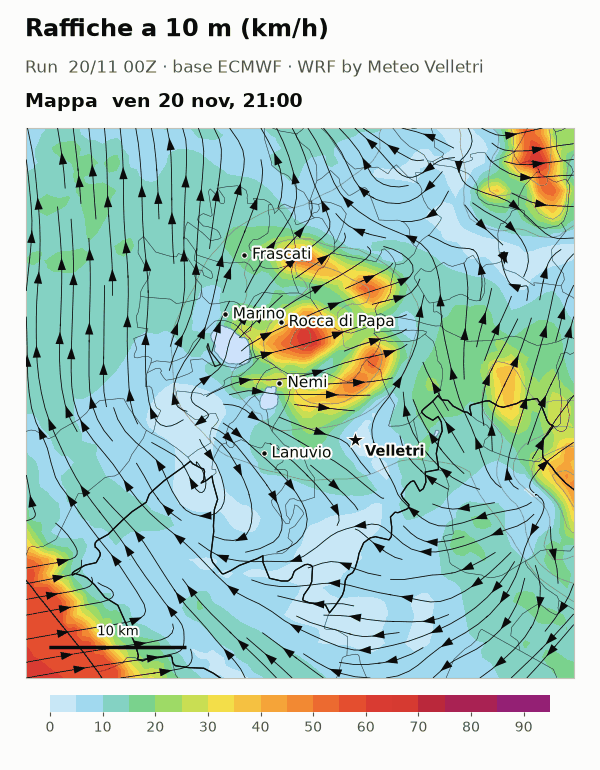 Raffiche a 10 m (km/h)
Run  20/11 00Z · base ECMWF · WRF by Meteo Velletri
Mappa  ven 20 nov, 21:00
Frascati
Marino
Rocca di Papa
Nemi
Velletri
Lanuvio
10 km
0 10 20 30 40 50 60 70 80 90